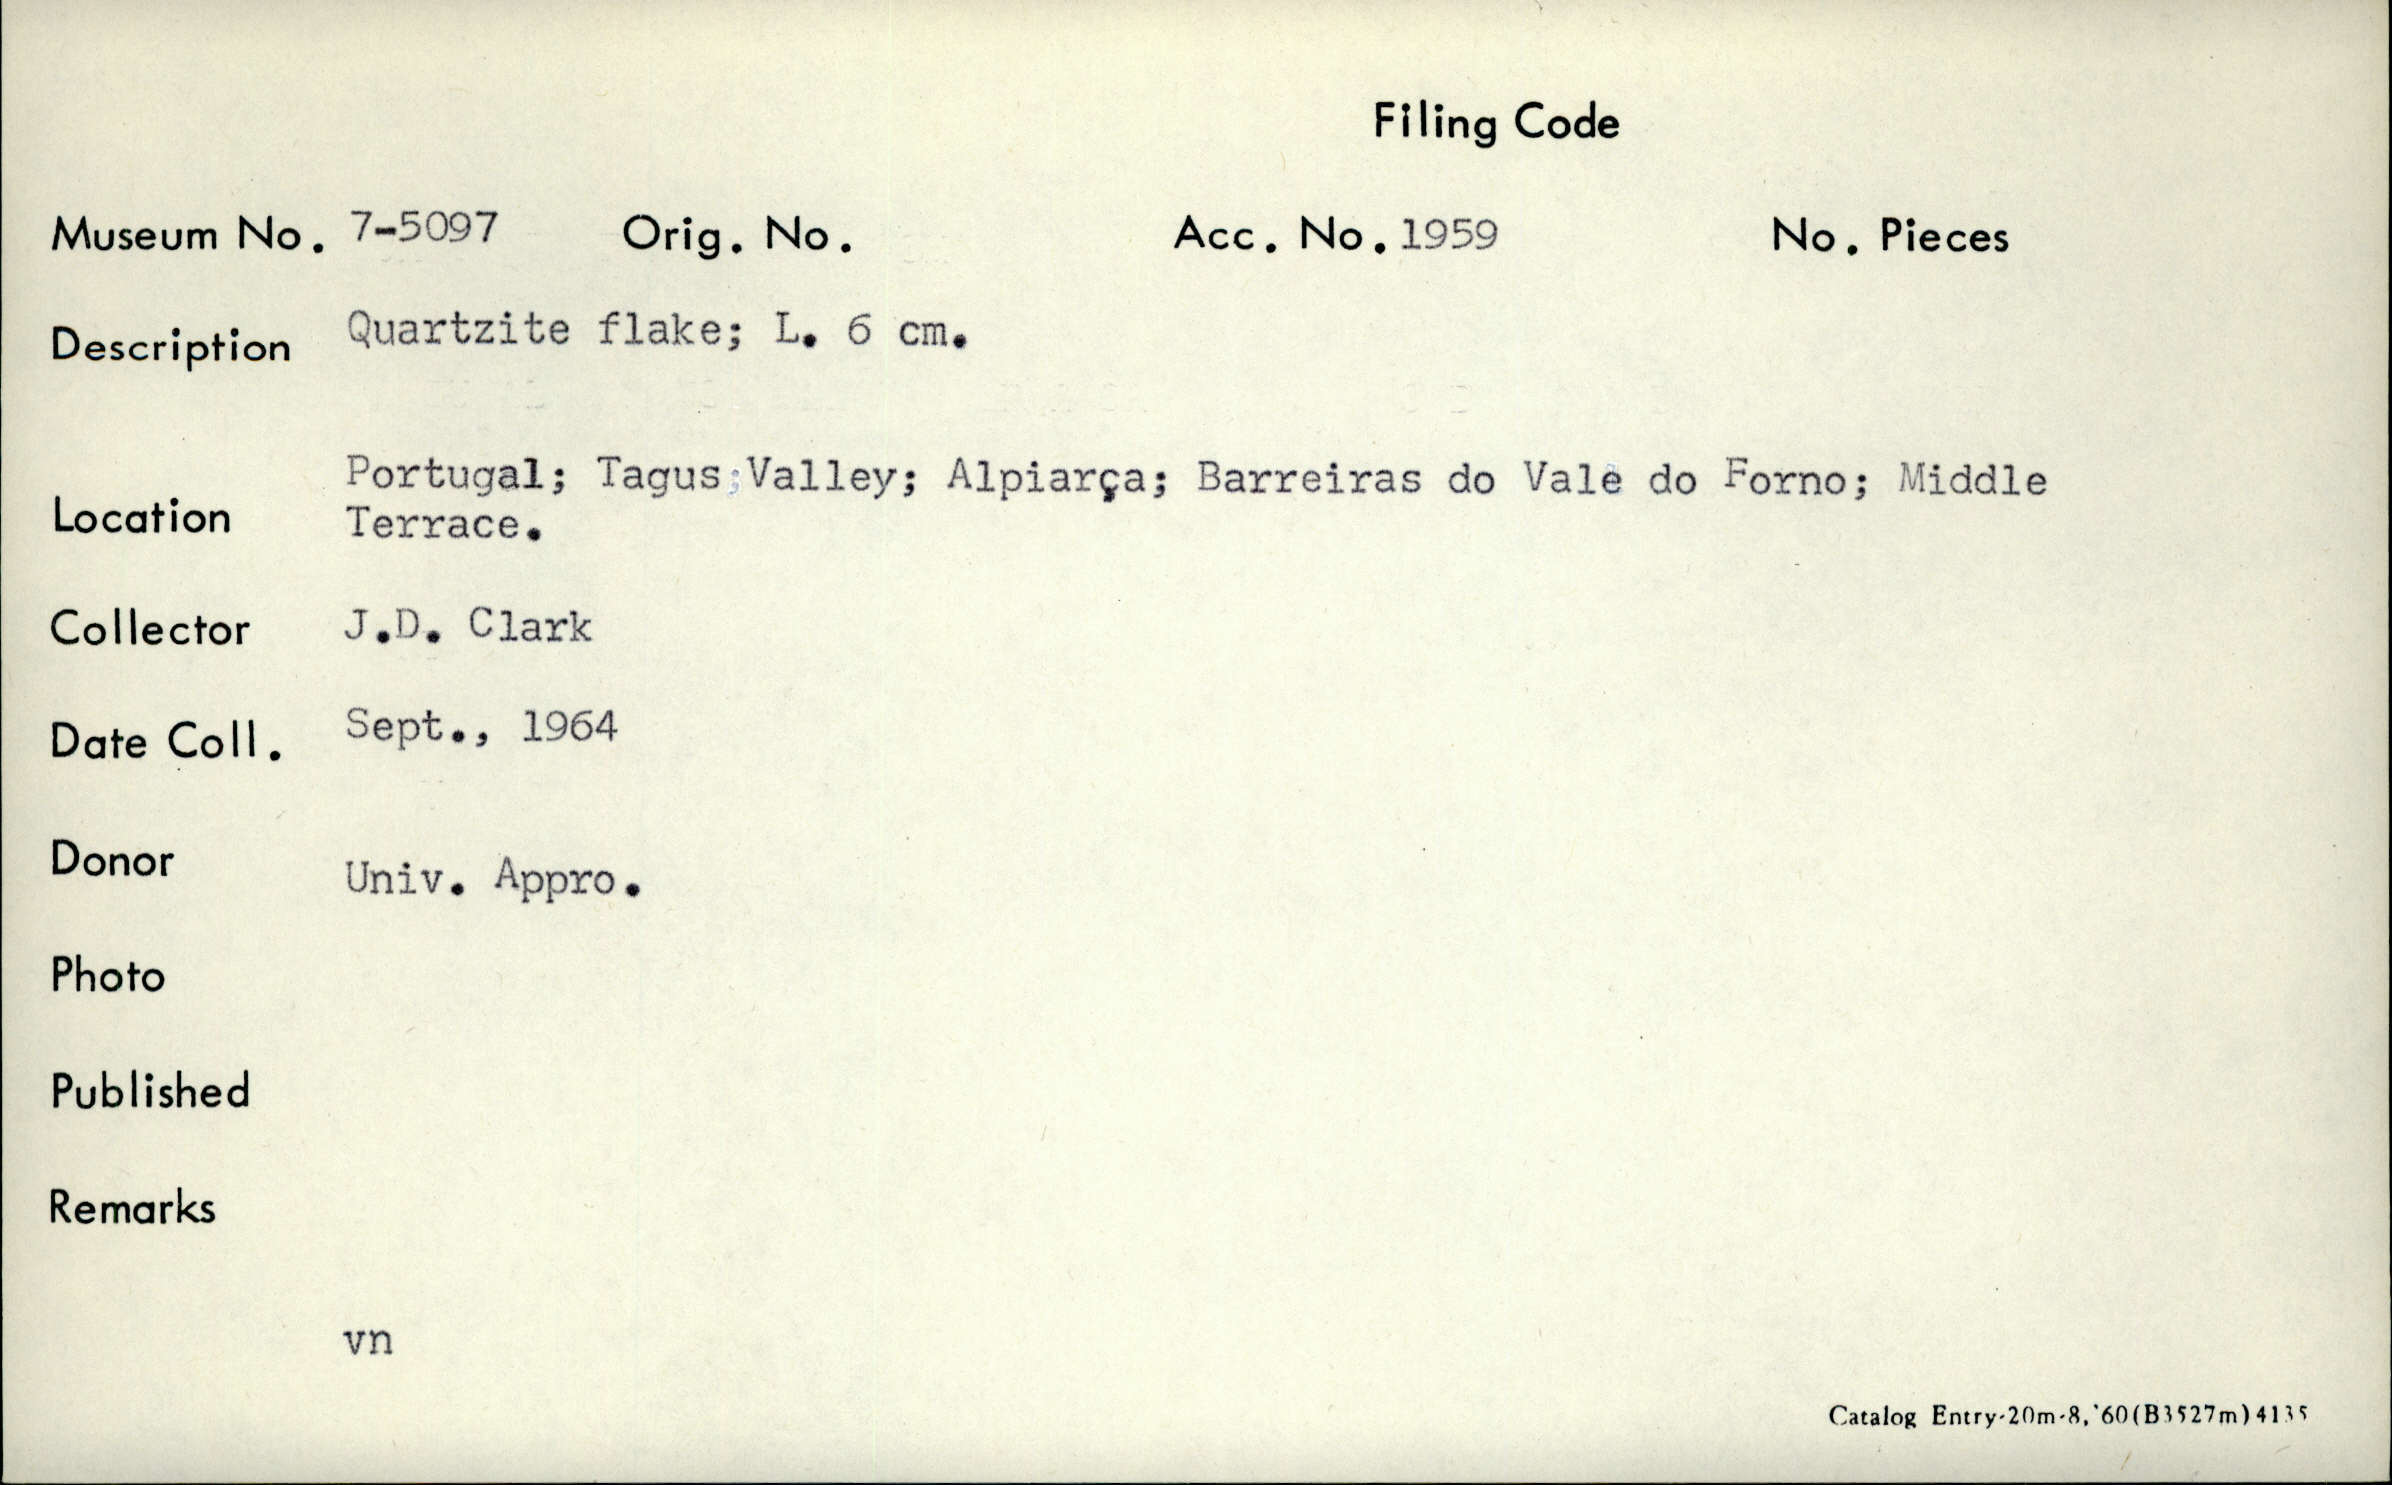 Filing Code
Museum No. 7-5097 Orig. No. Acc. No. 1959 No. Pieces
Description Quartzite flake; L. 6 cm.
Portugal; Tagus;Valley; Alpiarça; Barreiras do Vale do Forno; Middle
Location Terrace.
Collector J.D. Clark
Date Coll. Sept., 1964
Donor Univ. Appro.
Photo
Published
Remarks
vn
Catalog Entry-20m-8,'60(B3527m)4135